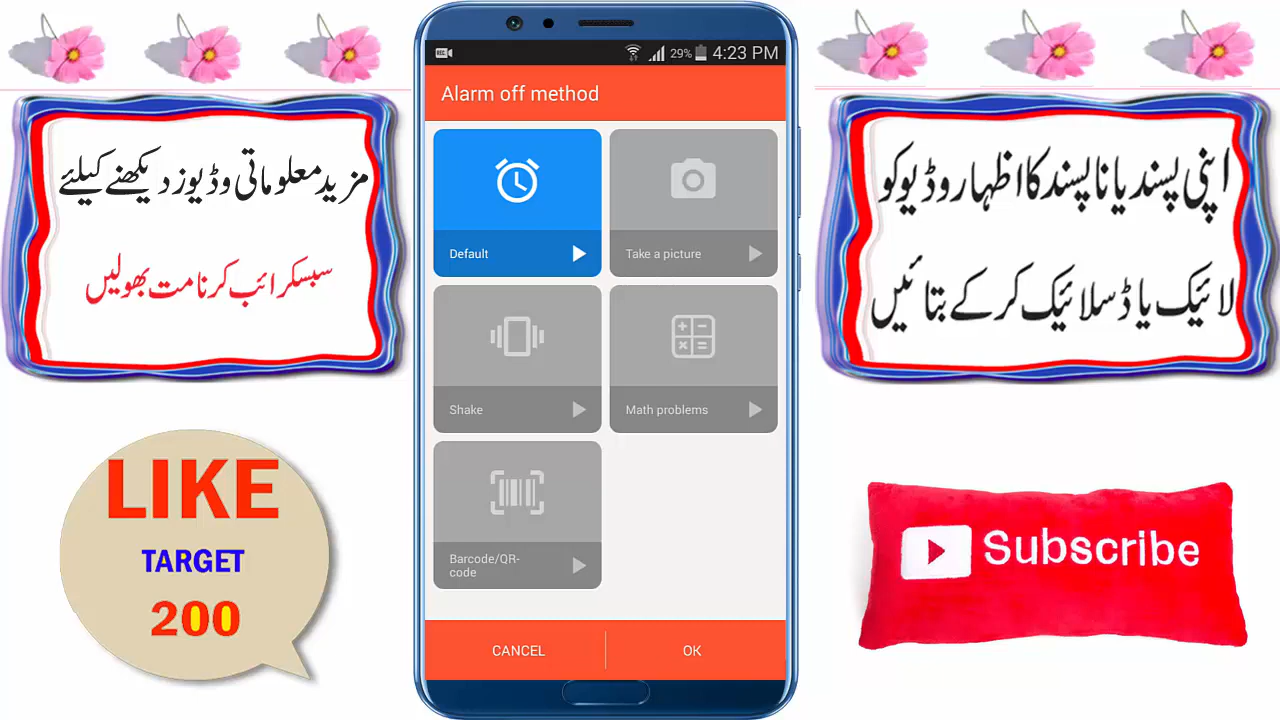 مزید معلوماتی وڈیوز دیکھنے کیلئے
سبسکرائب کرنا مت بھولیں
LIKE
TARGET
200
REC
29%
4:23 PM
Alarm off method
Default
Take a picture
Shake
Math problems
Barcode/QR-
code
CANCEL
OK
اپنی پسند یا ناپسند کا اظہار وڈیو کو
لائیک یا ڈسلائیک کر کے بتائیں
Subscribe